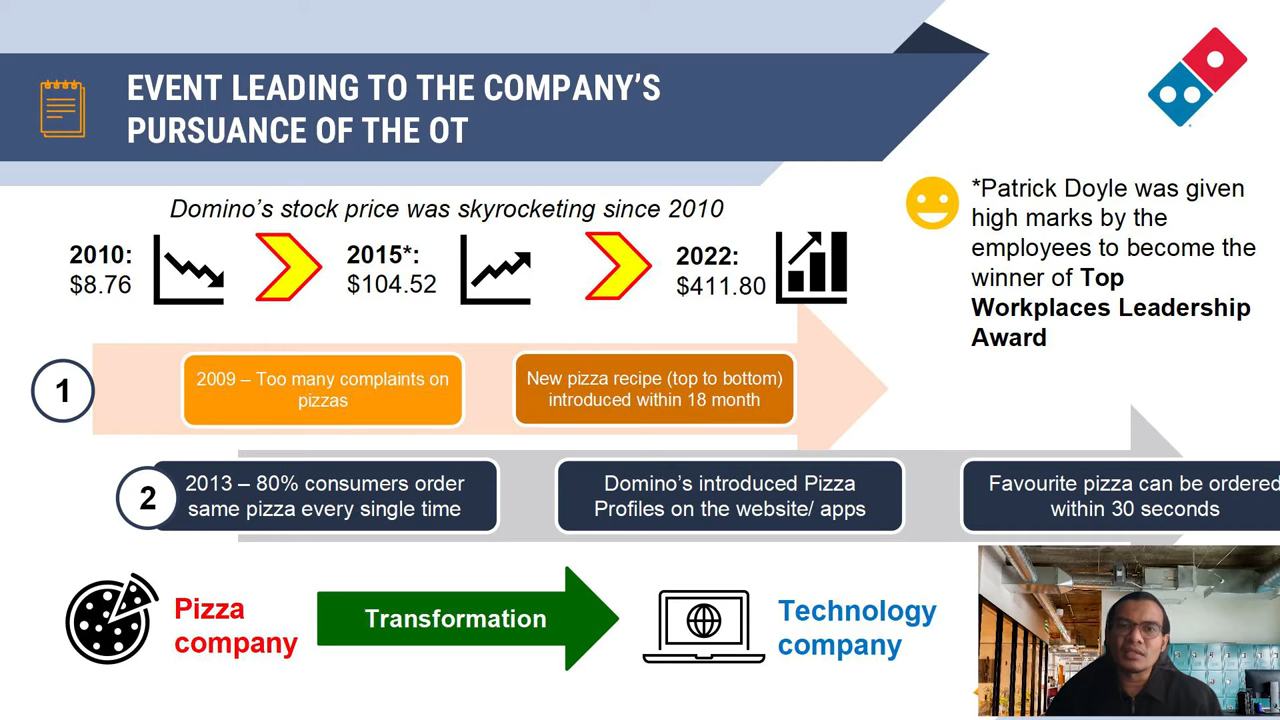 EVENT LEADING TO THE COMPANY'S
PURSUANCE OF THE OT
Domino's stock price was skyrocketing since 2010
2010:
$8.76
2015*:
$104.52
2022:
$411.80
*Patrick Doyle was given
high marks by the
employees to become the
winner of Top
Workplaces Leadership
Award
1
2009 – Too many complaints on
pizzas
New pizza recipe (top to bottom)
introduced within 18 month
2
2013 – 80% consumers order
same pizza every single time
Domino's introduced Pizza
Profiles on the website/ apps
Favourite pizza can be ordered
within 30 seconds
Pizza
company
Transformation
Technology
company